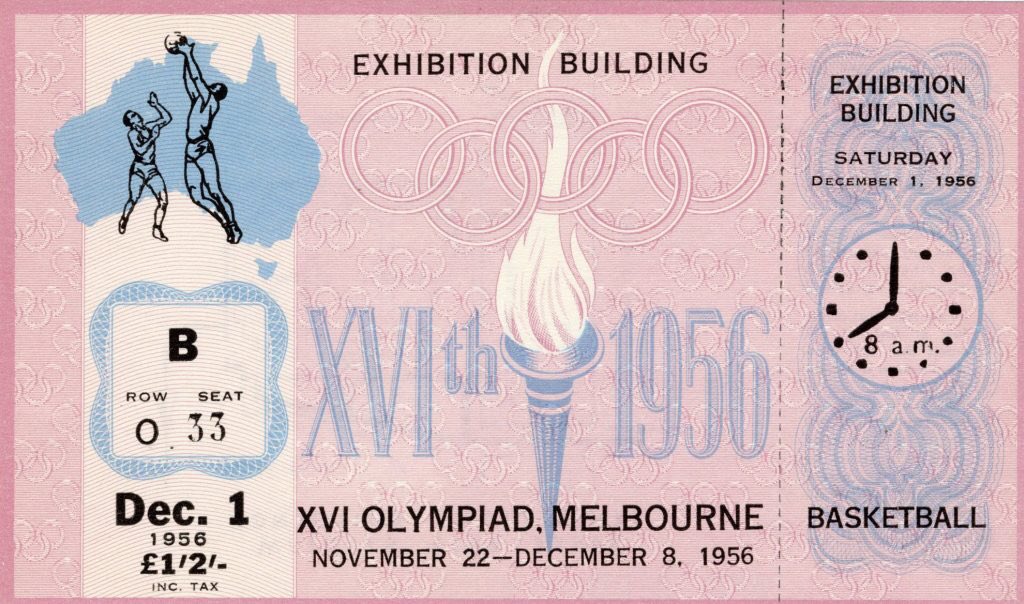 EXHIBITION BUILDING
XVIth 1956
B
ROW SEAT
O 33
Dec. 1
1956
£1'2'-
INC. TAX
XVI OLYMPIAD, MELBOURNE
NOVEMBER 22—DECEMBER 8, 1956
EXHIBITION
BUILDING
SATURDAY
DECEMBER 1, 1956
8 a.m.
BASKETBALL